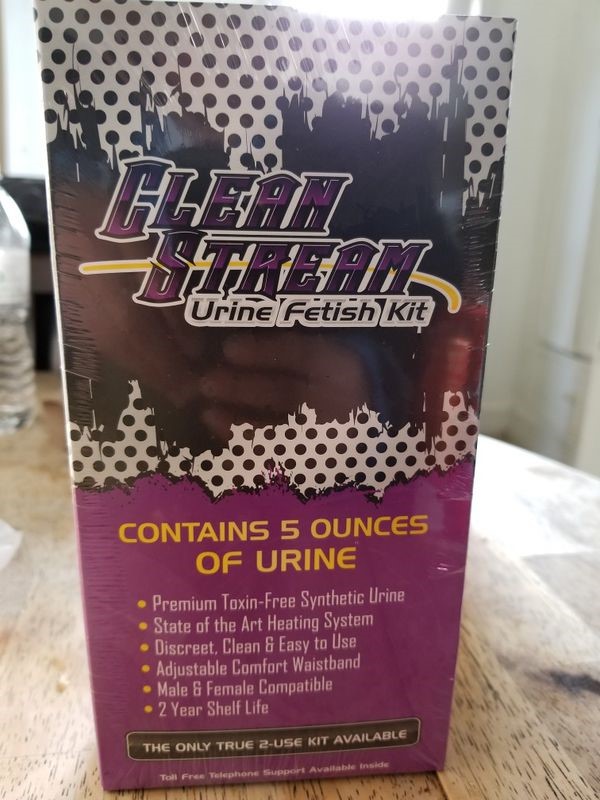 CLEAN
STREAM
Urine Fetish Kit
CONTAINS 5 OUNCES
OF URINE
• Premium Toxin-Free Synthetic Urine
• State of the Art Heating System
• Discreet, Clean & Easy to Use
• Adjustable Comfort Waistband
• Male & Female Compatible
• 2 Year Shelf Life
THE ONLY TRUE 2-USE KIT AVAILABLE
Toll Free Telephone Support Available Inside